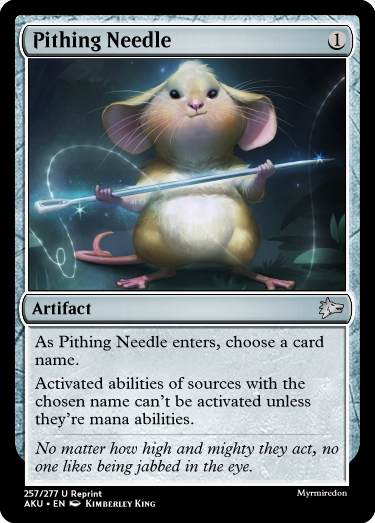 Pithing Needle 1
Artifact
As Pithing Needle enters, choose a card
name.
Activated abilities of sources with the
chosen name can't be activated unless
they're mana abilities.
No matter how high and mighty they act, no
one likes being jabbed in the eye.
257/277 U Reprint Myrmiredon
AKU • EN Kimberley King